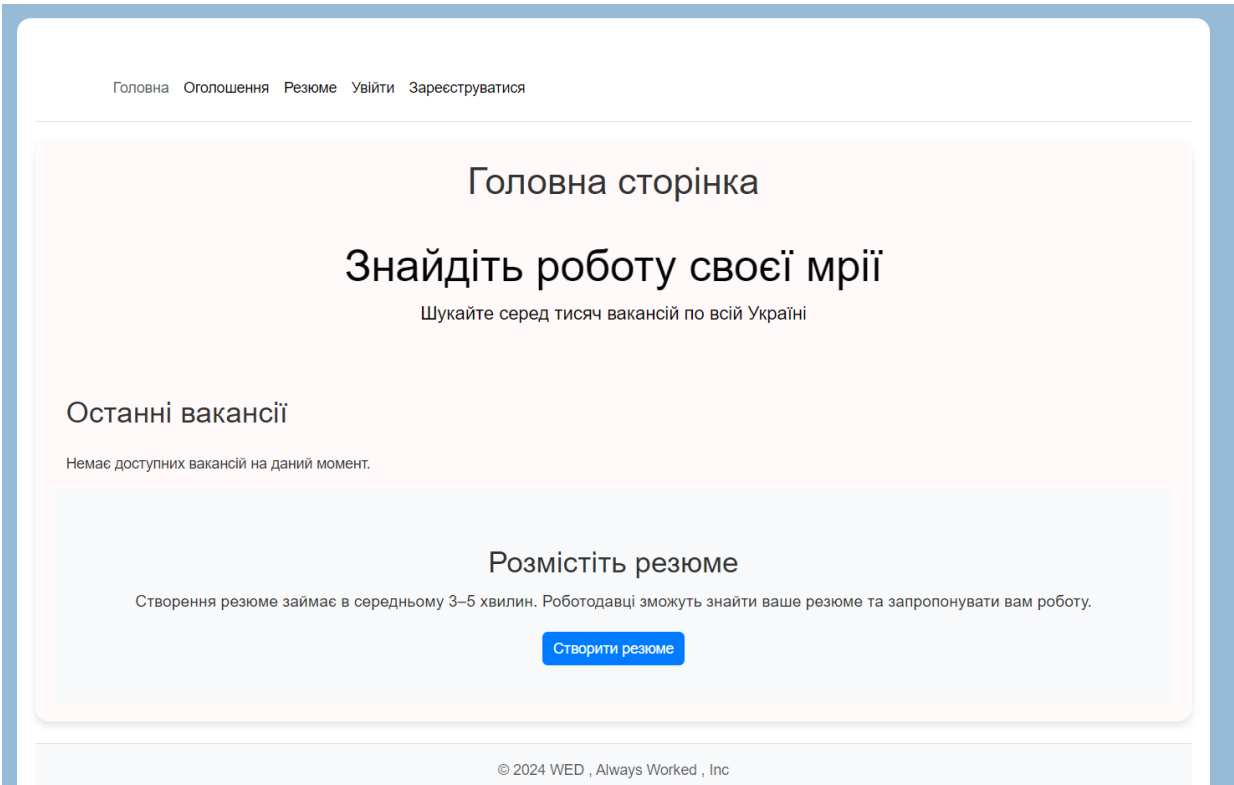 Головна Оголошення Резюме Увійти Зареєструватися
Головна сторінка
Знайдіть роботу своєї мрії
Шукайте серед тисяч вакансій по всій Україні
Останні вакансії
Немає доступних вакансій на даний момент.
Розмістіть резюме
Створення резюме займає в середньому 3–5 хвилин. Роботодавці зможуть знайти ваше резюме та запропонувати вам роботу.
Створити резюме
© 2024 WED , Always Worked , Inc